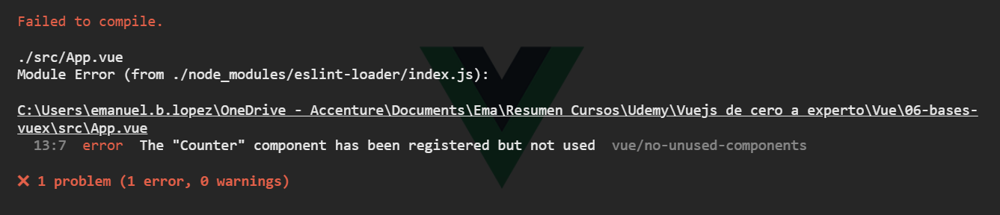 Failed to compile.
./src/App.vue
Module Error (from ./node_modules/eslint-loader/index.js):
C:\Users\emanuel.b.lopez\OneDrive - Accenture\Documents\Ema\Resumen Cursos\Udemy\Vuejs de cero a experto\Vue\06-bases-
vuex\src\App.vue
13:7  error  The "Counter" component has been registered but not used  vue/no-unused-components
❌ 1 problem (1 error, 0 warnings)